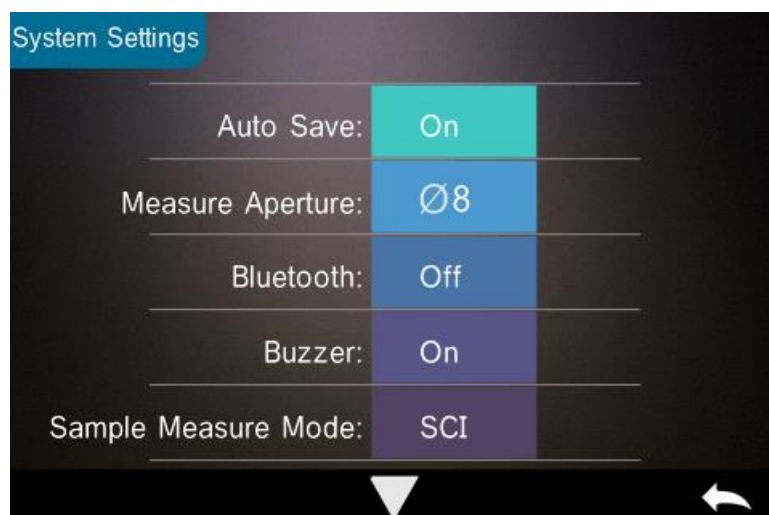 System Settings
Auto Save: On
Measure Aperture: Ø8
Bluetooth: Off
Buzzer: On
Sample Measure Mode: SCI